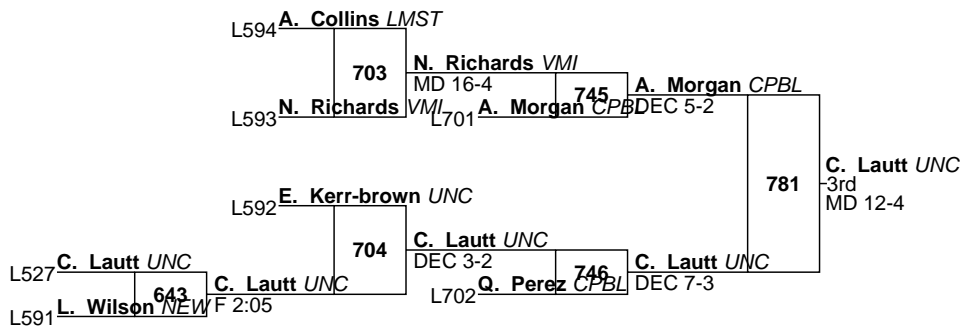 L594 A. Collins LMST
703
N. Richards VMI
MD 16-4
L593 N. Richards VMI
745
L701 A. Morgan CPBL
A. Morgan CPBL
DEC 5-2
781
C. Lautt UNC
3rd
MD 12-4
L592 E. Kerr-brown UNC
704
C. Lautt UNC
DEC 3-2
746
L702 Q. Perez CPBL
C. Lautt UNC
DEC 7-3
L527 C. Lautt UNC
643
L591 L. Wilson NEW
C. Lautt UNC
F 2:05